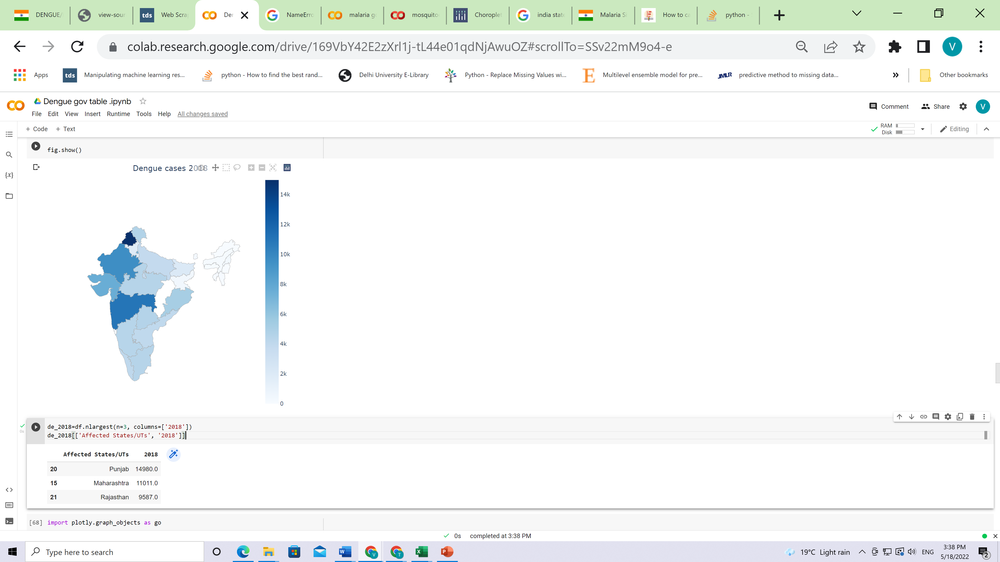 DENGUE/
view-sour
tds Web Scra
Der
NameErro
malaria g
mosquito
Choroplet
india state
Malaria Si
How to ca
python -
colab.research.google.com/drive/169VbY42E2zXrl1j-tL44e01qdNjAwuOZ#scrollTo=SSv22mM9o4-e
V
Apps
tds Manipulating machine learning res...
python - How to find the best rand...
Delhi University E-Library
Python - Replace Missing Values wi...
E Multilevel ensemble model for pre...
JMLR predictive method to missing data...
»
Other bookmarks
Dengue gov table .ipynb
File Edit View Insert Runtime Tools Help All changes saved
Comment Share V
+ Code + Text
RAM
Disk
Editing
{x}
fig.show()
Dengue cases 2018
14k
12k
10k
8k
6k
4k
2k
0
0s
de_2018=df.nlargest(n=3, columns=['2018'])
de_2018[['Affected States/UTs', '2018']]
Affected States/UTs 2018
20 Punjab 14980.0
15 Maharashtra 11011.0
21 Rajasthan 9587.0
[68] import plotly.graph_objects as go
0s completed at 3:38 PM
Type here to search
W
V
T
X
P
19°C Light rain
ENG
3:38 PM
5/18/2022
2